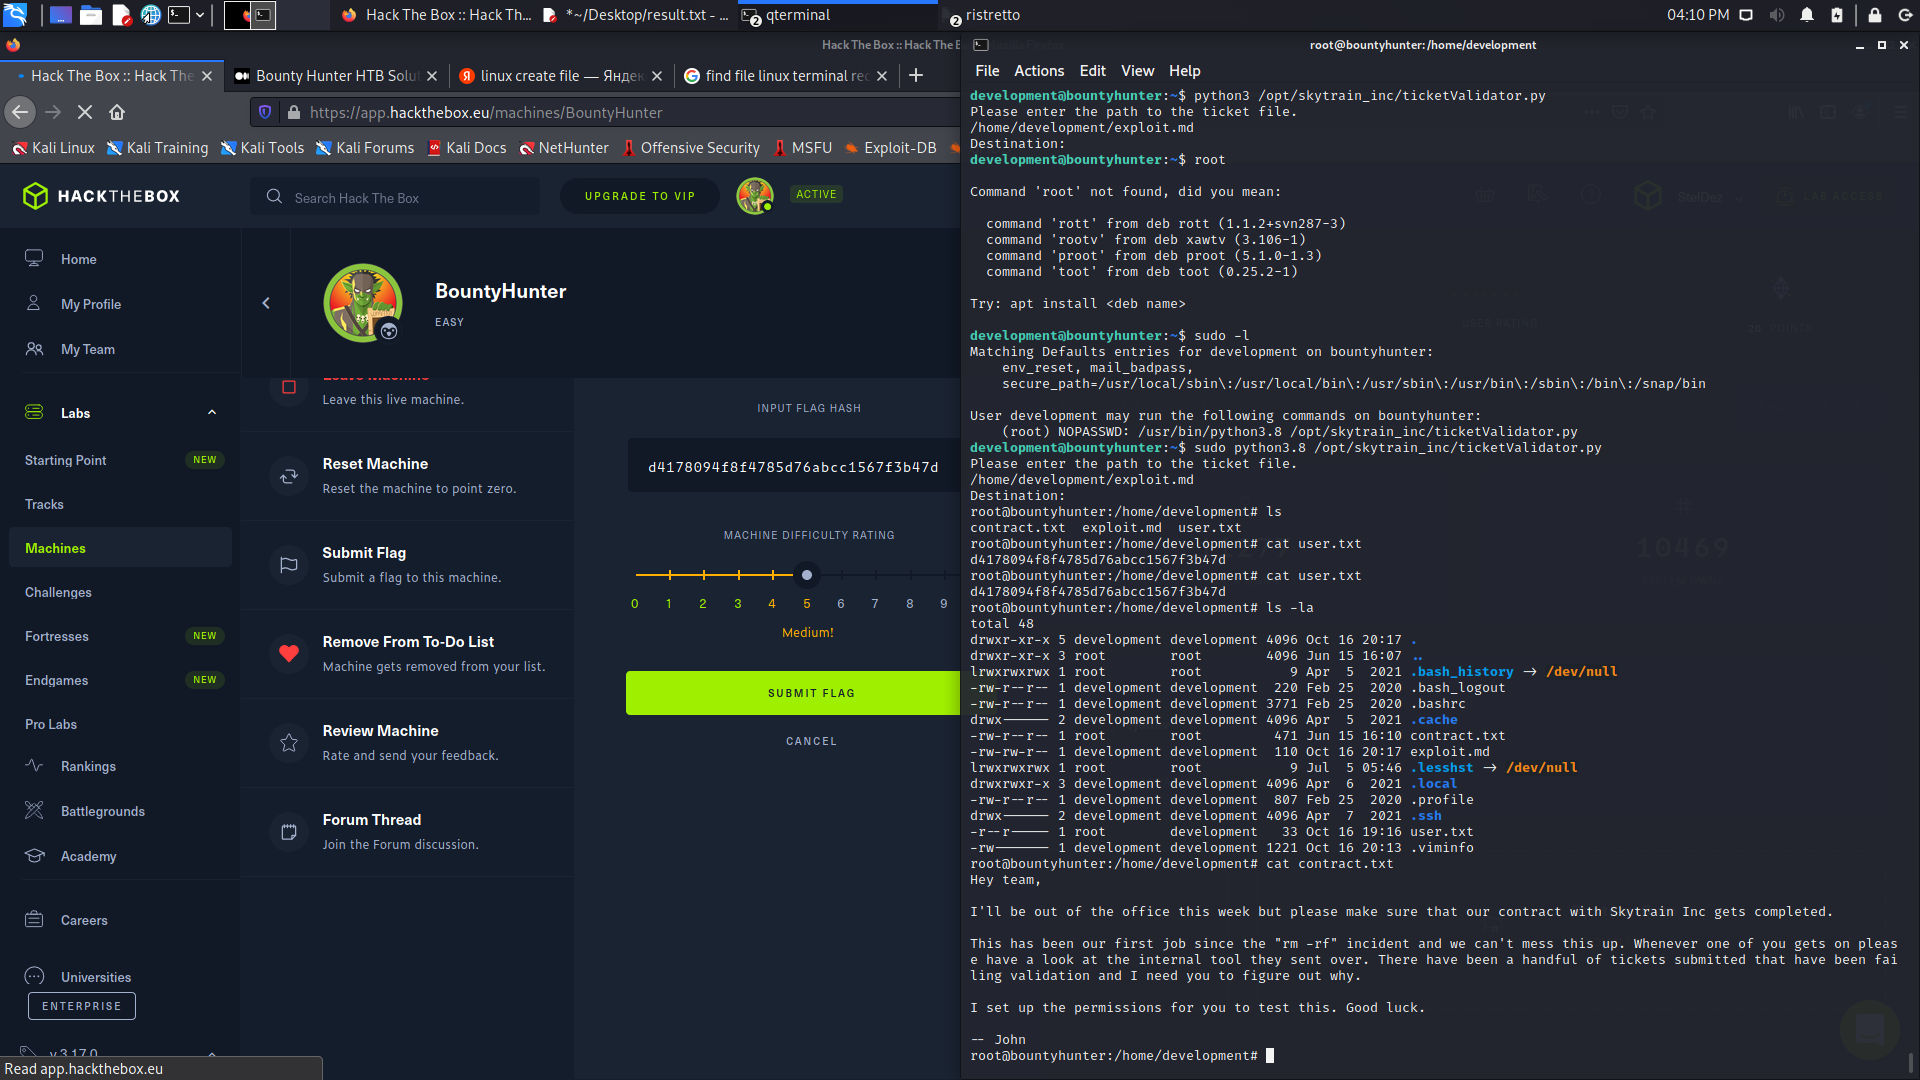 Hack The Box :: Hack Th...
*~/Desktop/result.txt - ...
2
qterminal
2
ristretto
04:10 PM
Hack The Box :: Hack The B
root@bountyhunter: /home/development
Hack The Box :: Hack The
Bounty Hunter HTB Solut
linux create file — Яндек
find file linux terminal rec
https://app.hackthebox.eu/machines/BountyHunter
Kali Linux
Kali Training
Kali Tools
Kali Forums
Kali Docs
NetHunter
Offensive Security
MSFU
Exploit-DB
HACKTHEBOX
Search Hack The Box
UPGRADE TO VIP
ACTIVE
Home
My Profile
My Team
Labs
Starting Point
NEW
Tracks
Machines
Challenges
Fortresses
NEW
Endgames
NEW
Pro Labs
Rankings
Battlegrounds
Academy
Careers
Universities
ENTERPRISE
v 3.17.0
Read app.hackthebox.eu
BountyHunter
EASY
Leave Machine
Leave this live machine.
Reset Machine
Reset the machine to point zero.
Submit Flag
Submit a flag to this machine.
Remove From To-Do List
Machine gets removed from your list.
Review Machine
Rate and send your feedback.
Forum Thread
Join the Forum discussion.
INPUT FLAG HASH
d4178094f8f4785d76abcc1567f3b47d
MACHINE DIFFICULTY RATING
0 1 2 3 4 5 6 7 8 9
Medium!
SUBMIT FLAG
CANCEL
File Actions Edit View Help
development@bountyhunter:~$ python3 /opt/skytrain_inc/ticketValidator.py
Please enter the path to the ticket file.
/home/development/exploit.md
Destination:
development@bountyhunter:~$ root
Command 'root' not found, did you mean:
command 'rott' from deb rott (1.1.2+svn287-3)
command 'rootv' from deb xawtv (3.106-1)
command 'proot' from deb proot (5.1.0-1.3)
command 'toot' from deb toot (0.25.2-1)
Try: apt install <deb name>
development@bountyhunter:~$ sudo -l
Matching Defaults entries for development on bountyhunter:
env_reset, mail_badpass,
secure_path=/usr/local/sbin\:/usr/local/bin\:/usr/sbin\:/usr/bin\:/sbin\:/bin\:/snap/bin
User development may run the following commands on bountyhunter:
(root) NOPASSWD: /usr/bin/python3.8 /opt/skytrain_inc/ticketValidator.py
development@bountyhunter:~$ sudo python3.8 /opt/skytrain_inc/ticketValidator.py
Please enter the path to the ticket file.
/home/development/exploit.md
Destination:
root@bountyhunter:/home/development# ls
contract.txt  exploit.md  user.txt
root@bountyhunter:/home/development# cat user.txt
d4178094f8f4785d76abcc1567f3b47d
root@bountyhunter:/home/development# cat user.txt
d4178094f8f4785d76abcc1567f3b47d
root@bountyhunter:/home/development# ls -la
total 48
drwxr-xr-x 5 development development 4096 Oct 16 20:17 .
drwxr-xr-x 3 root        root        4096 Jun 15 16:07 ..
lrwxrwxrwx 1 root        root           9 Apr  5  2021 .bash_history -> /dev/null
-rw-r--r-- 1 development development  220 Feb 25  2020 .bash_logout
-rw-r--r-- 1 development development 3771 Feb 25  2020 .bashrc
drwx------ 2 development development 4096 Apr  5  2021 .cache
-rw-r--r-- 1 root        root         471 Jun 15 16:10 contract.txt
-rw-rw-r-- 1 development development  110 Oct 16 20:17 exploit.md
lrwxrwxrwx 1 root        root           9 Jul  5 05:46 .lesshst -> /dev/null
drwxrwxr-x 3 development development 4096 Apr  6  2021 .local
-rw-r--r-- 1 development development  807 Feb 25  2020 .profile
drwx------ 2 development development 4096 Apr  7  2021 .ssh
-r--r----- 1 root        development   33 Oct 16 19:16 user.txt
-rw------- 1 development development 1221 Oct 16 20:13 .viminfo
root@bountyhunter:/home/development# cat contract.txt
Hey team,
I'll be out of the office this week but please make sure that our contract with Skytrain Inc gets completed.
This has been our first job since the "rm -rf" incident and we can't mess this up. Whenever one of you gets on pleas
e have a look at the internal tool they sent over. There have been a handful of tickets submitted that have been fai
ling validation and I need you to figure out why.
I set up the permissions for you to test this. Good luck.
-- John
root@bountyhunter:/home/development#
StelDaz
LAB ACCESS
10469